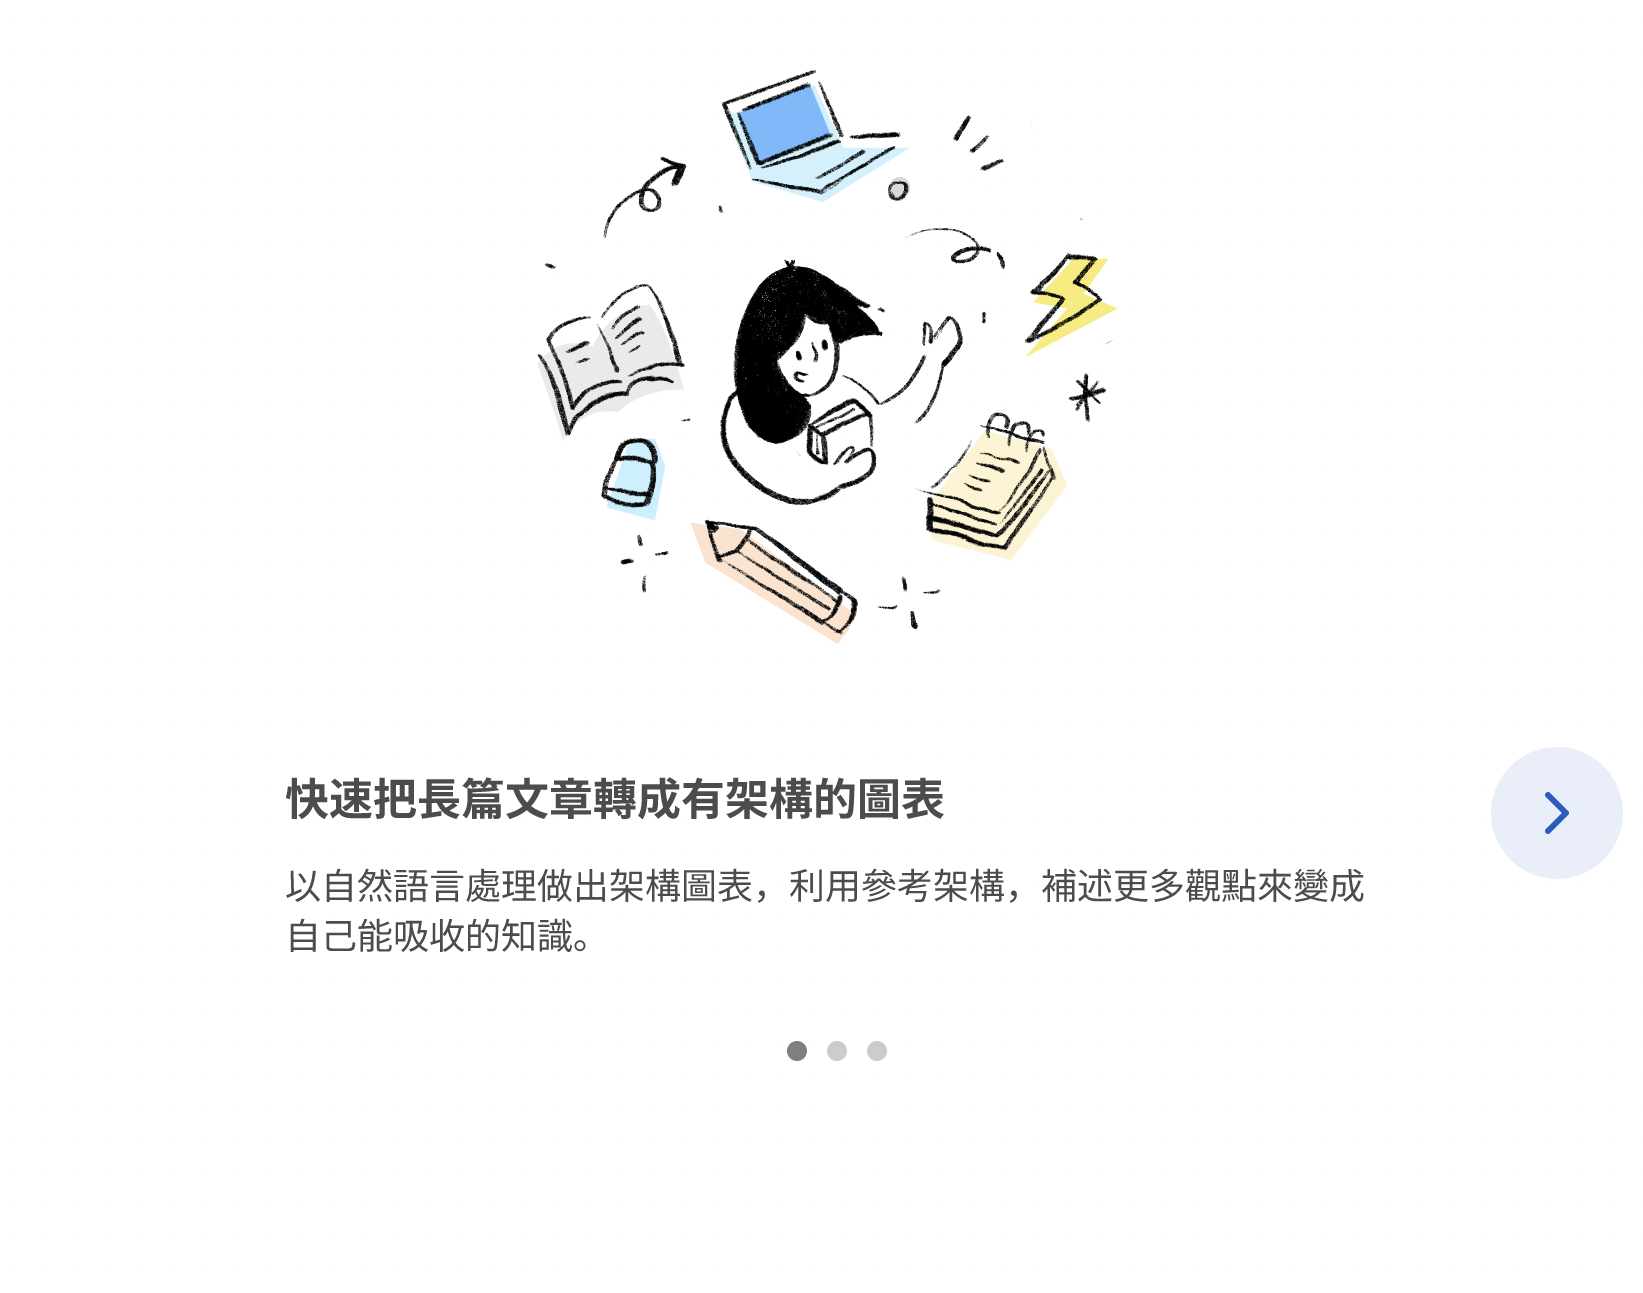 快速把長篇文章轉成有架構的圖表
以自然語言處理做出架構圖表，利用參考架構，補述更多觀點來變成
自己能吸收的知識。